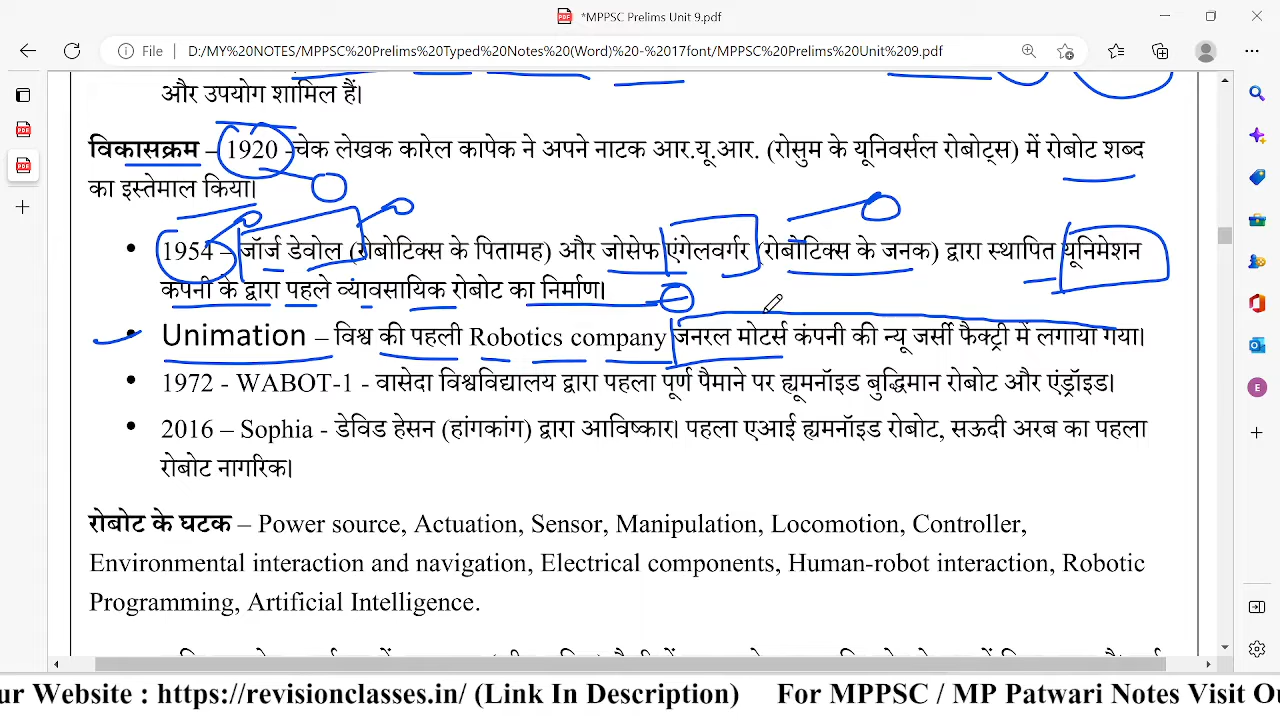 *MPPSC Prelims Unit 9.pdf
File
D:/MY%20NOTES/MPPSC%20Prelims%20Typed%20Notes%20(Word)%20-%2017font/MPPSC%20Prelims%20Unit%209.pdf
और उपयोग शामिल हैं।
विकासक्रम – 1920 -चेक लेखक कारेल कापेक ने अपने नाटक आर.यू.आर. (रोसुम के यूनिवर्सल रोबोट्स) में रोबोट शब्द
का इस्तेमाल किया।
• 1954 - जॉर्ज डेवोल (रोबोटिक्स के पितामह) और जोसेफ एंगेलवर्गर (रोबोटिक्स के जनक) द्वारा स्थापित यूनिमेशन
कंपनी के द्वारा पहले व्यावसायिक रोबोट का निर्माण।
• Unimation – विश्व की पहली Robotics company जनरल मोटर्स कंपनी की न्यू जर्सी फैक्ट्री में लगाया गया।
• 1972 - WABOT-1 - वासेदा विश्वविद्यालय द्वारा पहला पूर्ण पैमाने पर ह्यूमनॉइड बुद्धिमान रोबोट और एंड्रॉइड।
• 2016 – Sophia - डेविड हेसन (हांगकांग) द्वारा आविष्कार। पहला एआई ह्यमनॉइड रोबोट, सऊदी अरब का पहला
रोबोट नागरिक।
रोबोट के घटक – Power source, Actuation, Sensor, Manipulation, Locomotion, Controller,
Environmental interaction and navigation, Electrical components, Human-robot interaction, Robotic
Programming, Artificial Intelligence.
ur Website : https://revisionclasses.in/ (Link In Description) For MPPSC / MP Patwari Notes Visit Ou